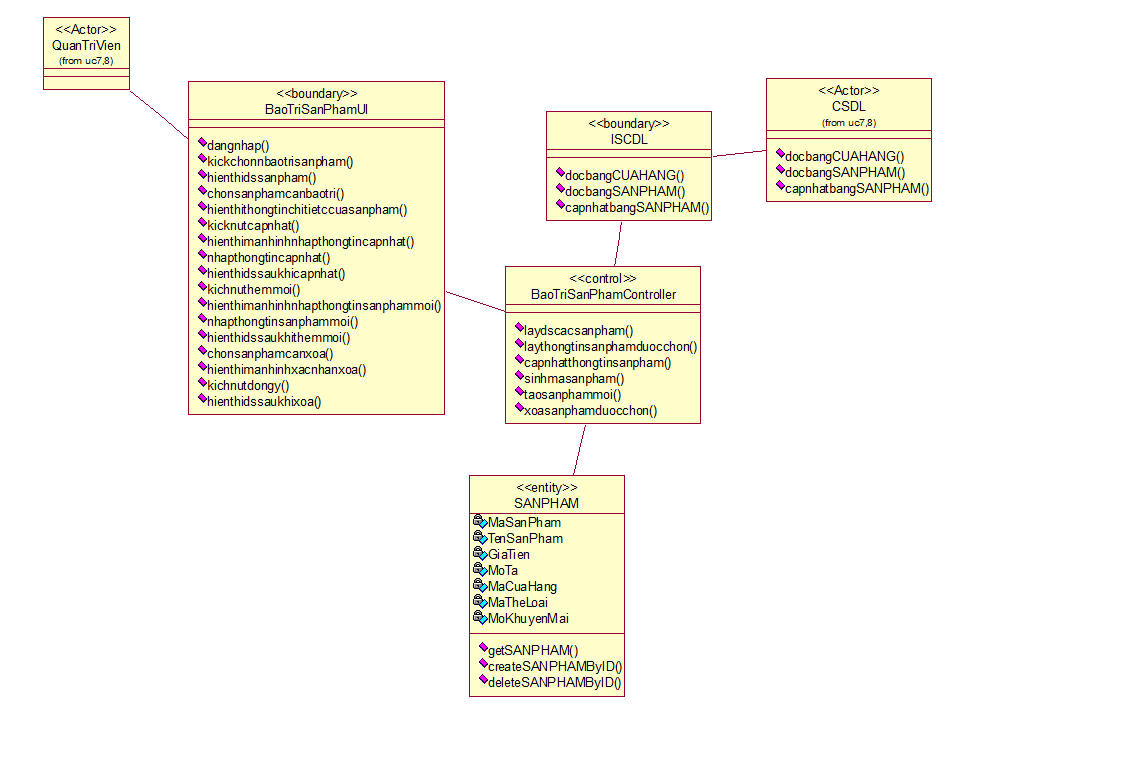 <<Actor>>
QuanTriVien
(from uc7,8)
<<boundary>>
BaoTriSanPhamUI
dangnhap()
kickchonnbaotrisanpham()
hienthidssanpham()
chonsanphamcanbaotri()
hienthithongtinchitietccuasanpham()
kicknutcapnhat()
hienthimanhinhnhapthongtincapnhat()
nhapthongtincapnhat()
hienthidssaukhicapnhat()
kichnuthemmoi()
hienthimanhinhnhapthongtinsanphammoi()
nhapthongtinsanphammoi()
hienthidssaukhithemmoi()
chonsanphamcanxoa()
hienthimanhinhxacnhanxoa()
kichnutdongy()
hienthidssaukhixoa()
<<boundary>>
ISCDL
docbangCUAHANG()
docbangSANPHAM()
capnhatbangSANPHAM()
<<Actor>>
CSDL
(from uc7,8)
docbangCUAHANG()
docbangSANPHAM()
capnhatbangSANPHAM()
<<control>>
BaoTriSanPhamController
laydscacsanpham()
laythongtinsanphamduocchon()
capnhatthongtinsanpham()
sinhmasanpham()
taosanphammoi()
xoasanphamduocchon()
<<entity>>
SANPHAM
MaSanPham
TenSanPham
GiaTien
MoTa
MaCuaHang
MaTheLoai
MoKhuyenMai
getSANPHAM()
createSANPHAMByID()
deleteSANPHAMByID()